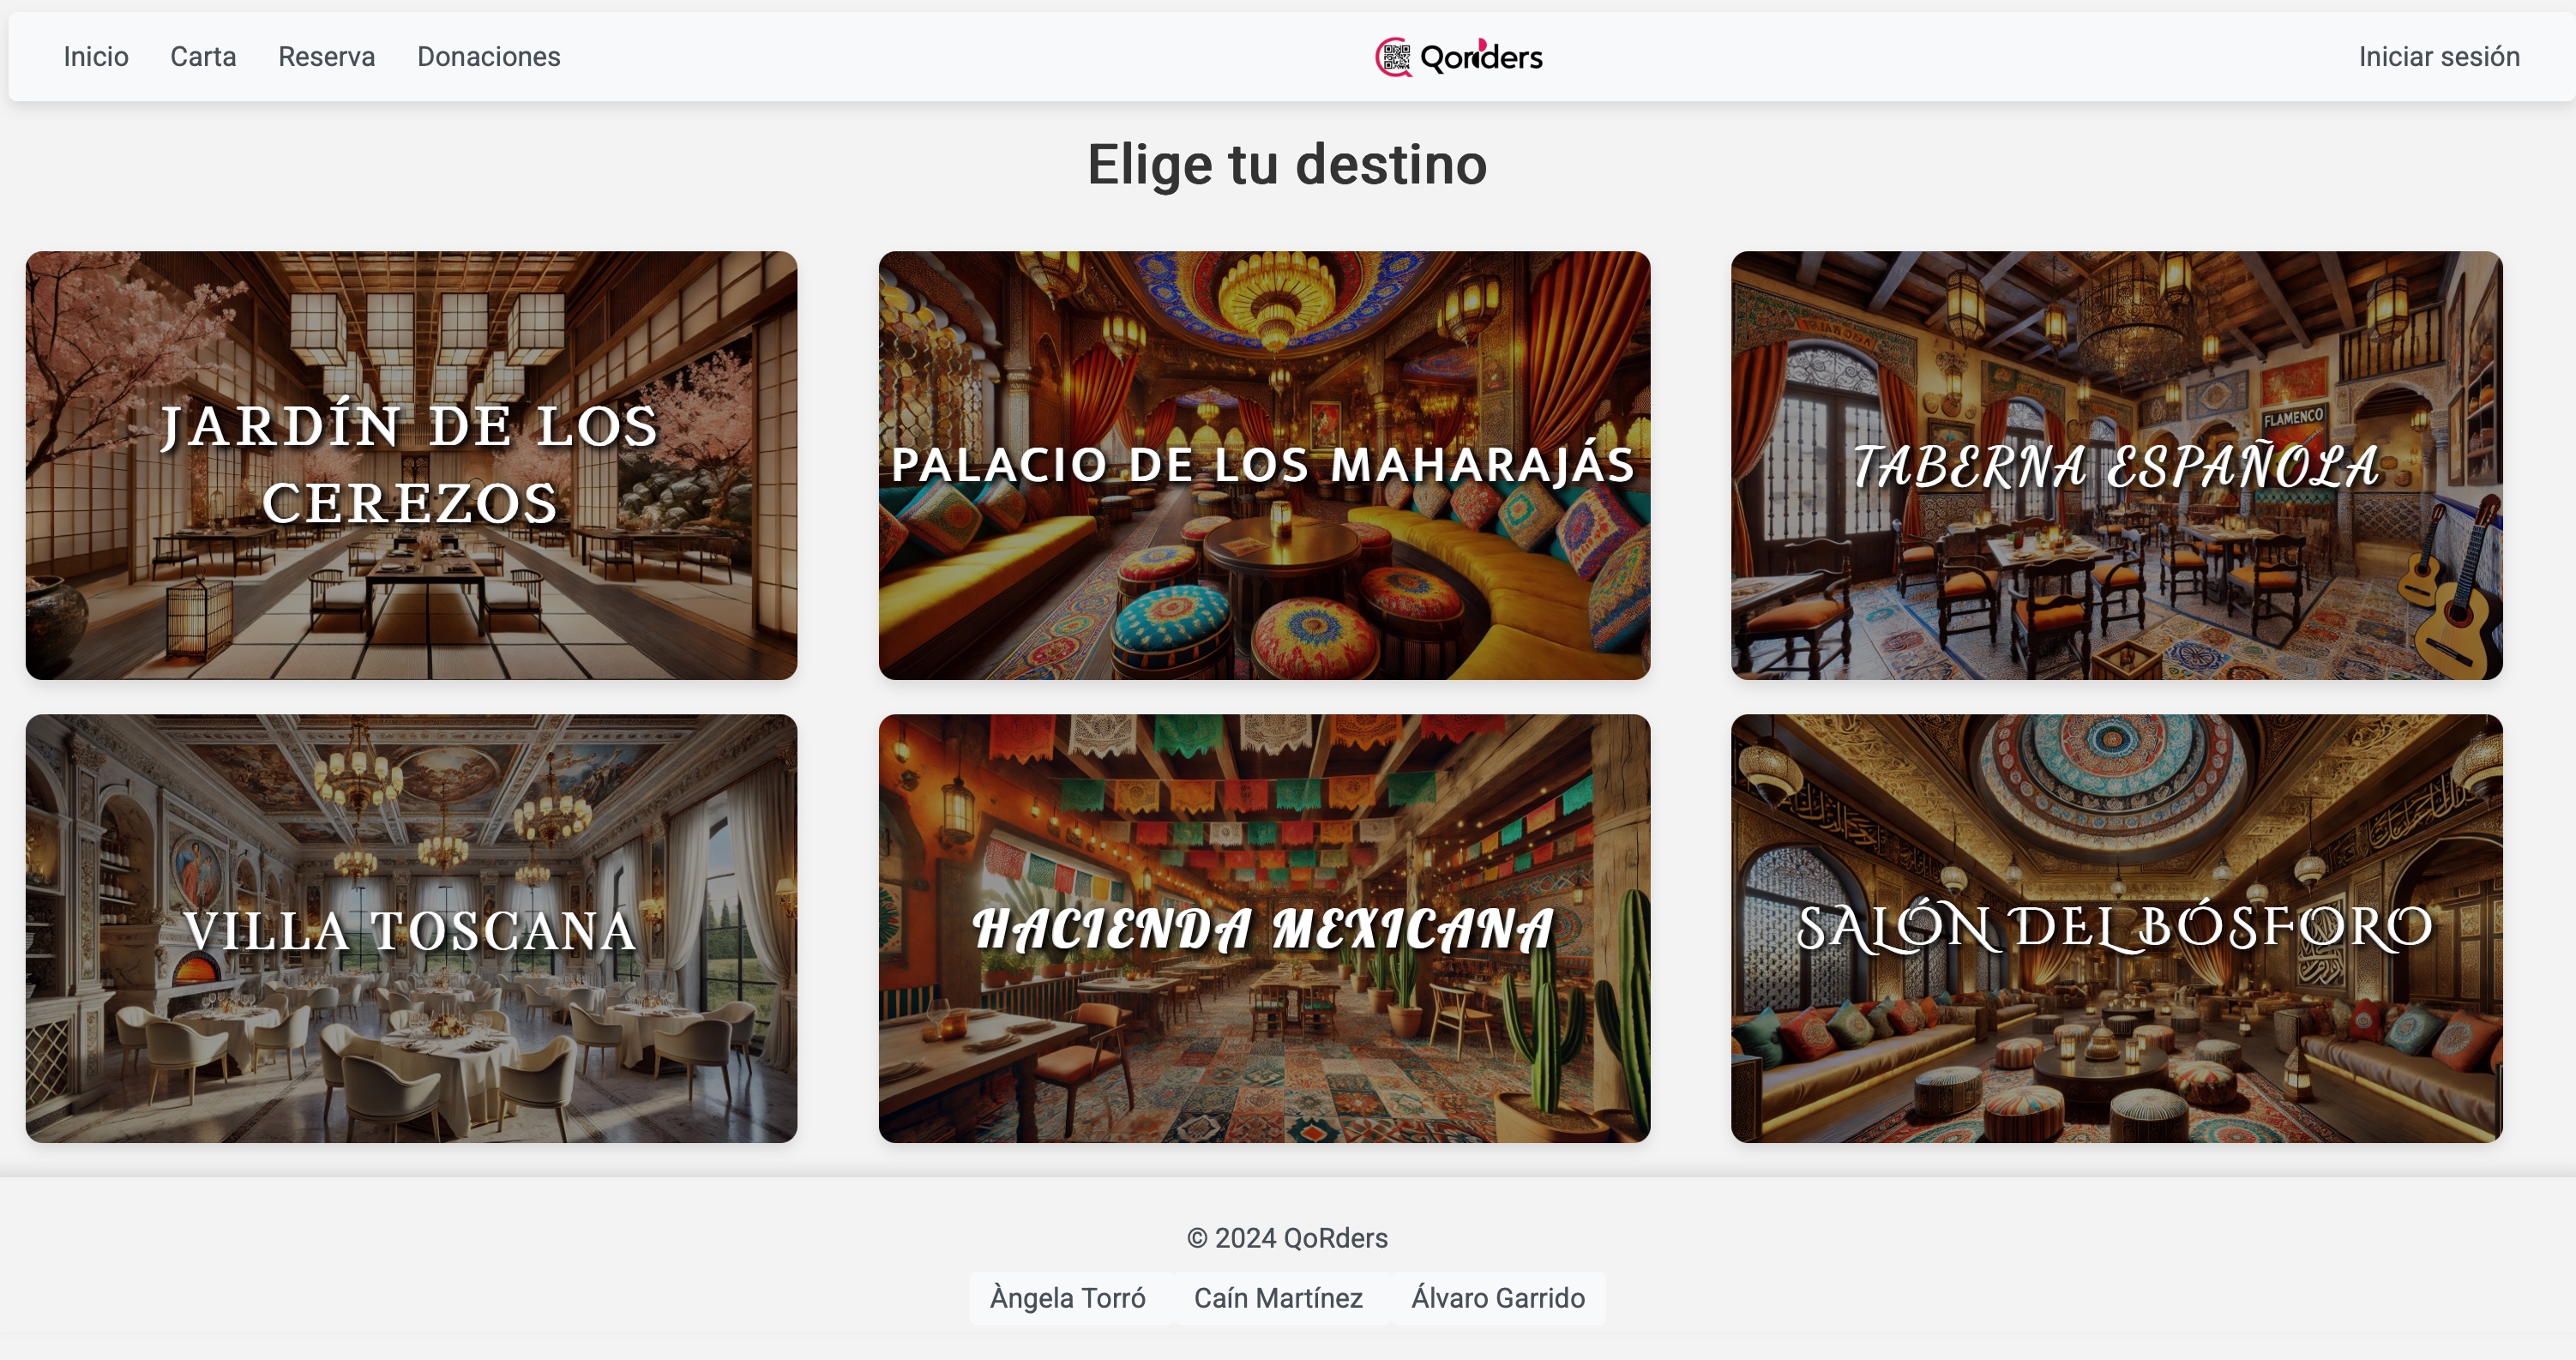 Inicio Carta Reserva Donaciones Qorders Iniciar sesión
Elige tu destino
JARDÍN DE LOS
CEREZOS
PALACIO DE LOS MAHARAJÁS
FLAMENCO
TABERNA ESPAÑOLA
VILLA TOSCANA
HACIENDA MEXICANA
SALÓN DEL BÓSFORO
© 2024 QoRders
Àngela Torró Caín Martínez Álvaro Garrido